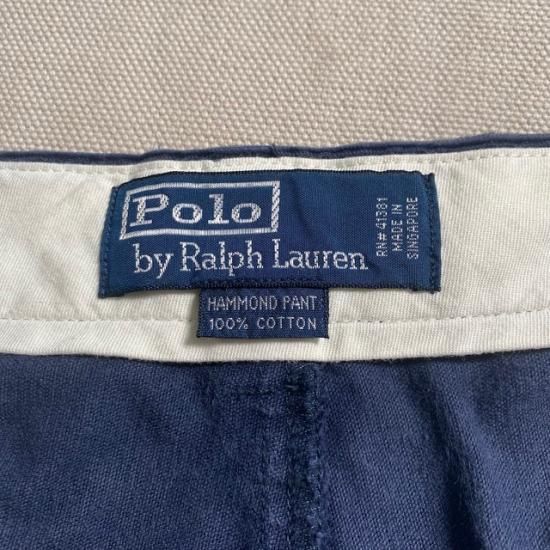 Polo
by Ralph Lauren
RN# 41381
MADE IN
SINGAPORE
HAMMOND PANT
100% COTTON